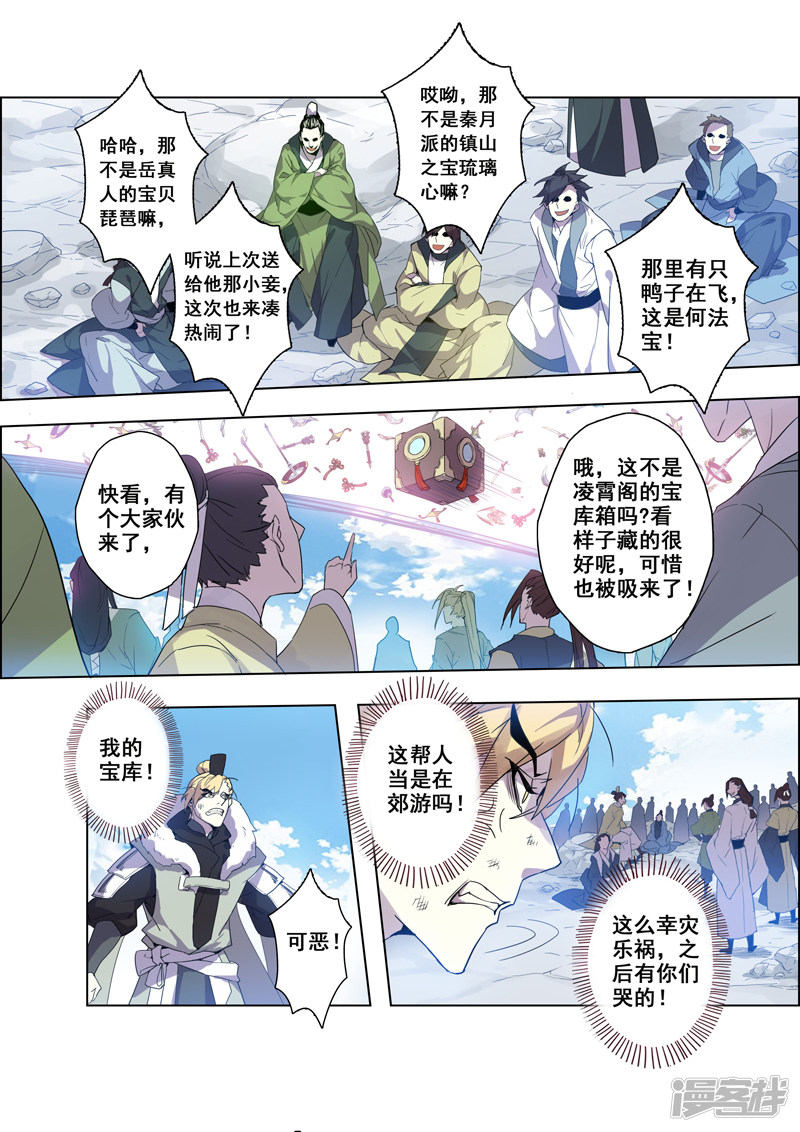 哈哈，那
不是岳真
人的宝贝
琵琶嘛，
听说上次送
给他那小妾，
这次也来凑
热闹了！
哎呦，那
不是秦月
派的镇山
之宝琉璃
心嘛？
那里有只
鸭子在飞，
这是何法
宝！
快看，有
个大家伙
来了，
哦，这不是
凌霄阁的宝
库箱吗?看
样子藏的很
好呢，可惜
也被吸来了！
我的
宝库！
可恶！
这帮人
当是在
郊游吗！
这么幸灾
乐祸，之
后有你们
哭的！
漫客栈